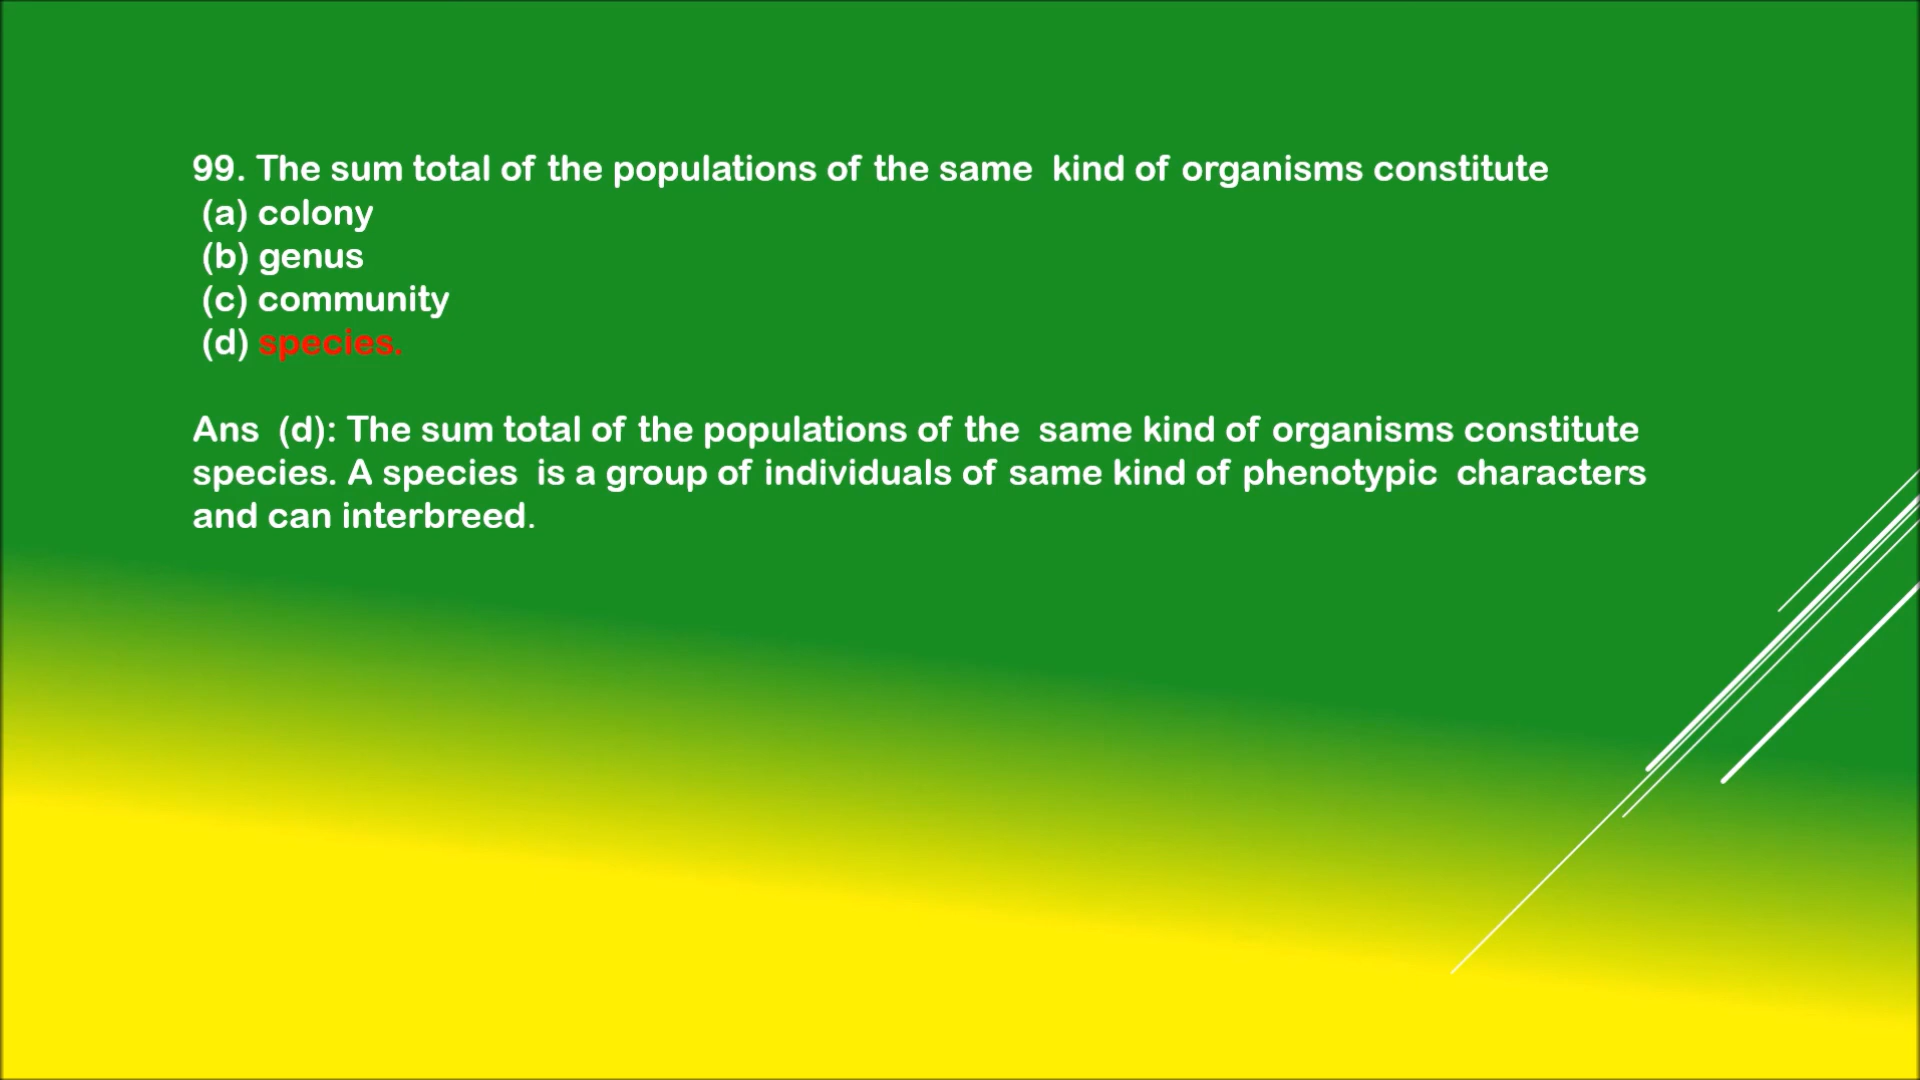 99. The sum total of the populations of the same kind of organisms constitute
(a) colony
(b) genus
(c) community
(d) species.
Ans (d): The sum total of the populations of the same kind of organisms constitute
species. A species is a group of individuals of same kind of phenotypic characters
and can interbreed.